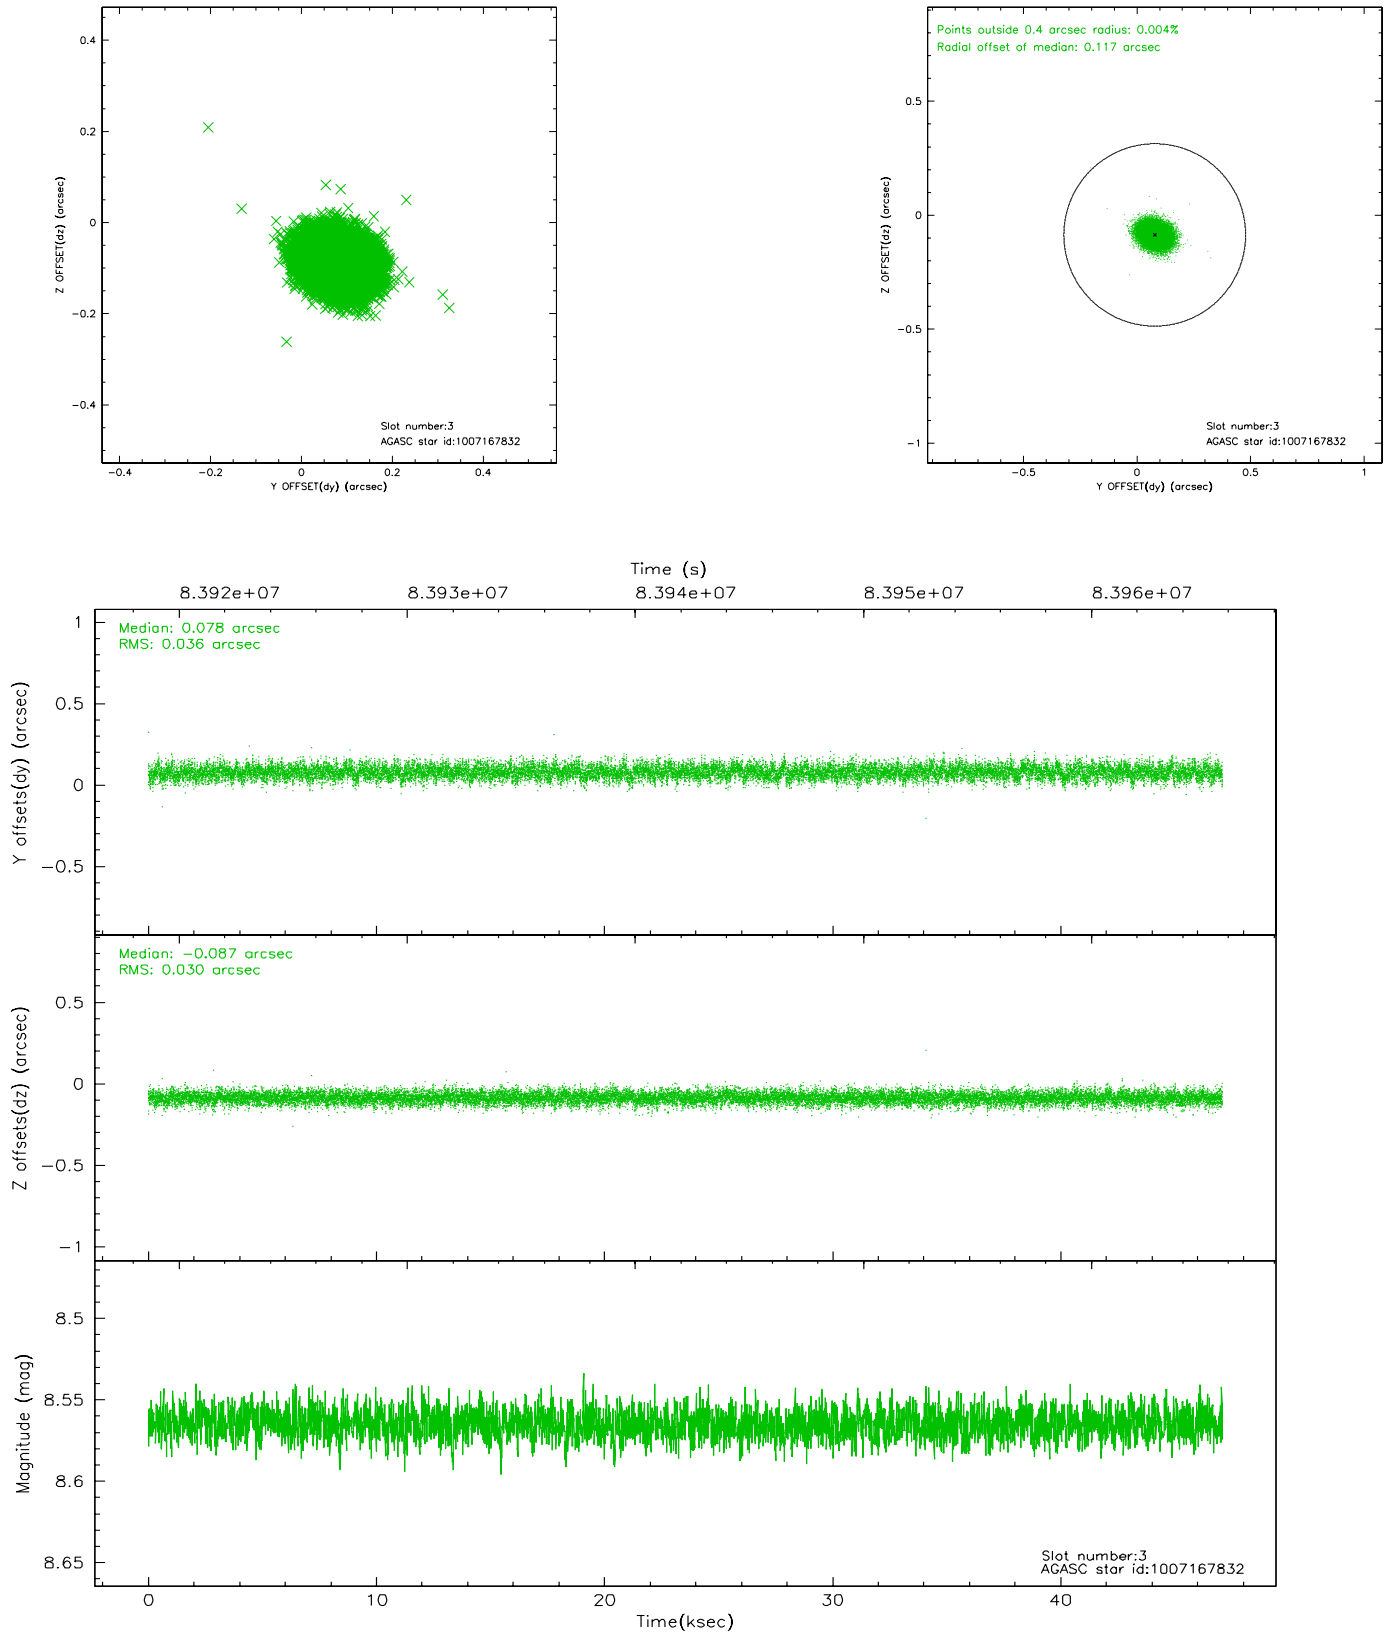 0.4
0.2
0
−0.2
−0.4
Z OFFSET(dz) (arcsec)
Slot number:3
AGASC star id:1007167832
−0.4
−0.2
0
0.2
0.4
Y OFFSET(dy) (arcsec)
Points outside 0.4 arcsec radius: 0.004%
Radial offset of median: 0.117 arcsec
0.5
0
−0.5
−1
Z OFFSET(dz) (arcsec)
Slot number:3
AGASC star id:1007167832
−0.5
0
0.5
1
Y OFFSET(dy) (arcsec)
Time (s)
8.392e+07
8.393e+07
8.394e+07
8.395e+07
8.396e+07
Median: 0.078 arcsec
RMS: 0.036 arcsec
1
0.5
0
−0.5
Y offsets(dy) (arcsec)
Median: −0.087 arcsec
RMS: 0.030 arcsec
0.5
0
−0.5
−1
Z offsets(dz) (arcsec)
8.5
8.55
8.6
8.65
Magnitude (mag)
Slot number:3
AGASC star id:1007167832
0
10
20
30
40
Time(ksec)